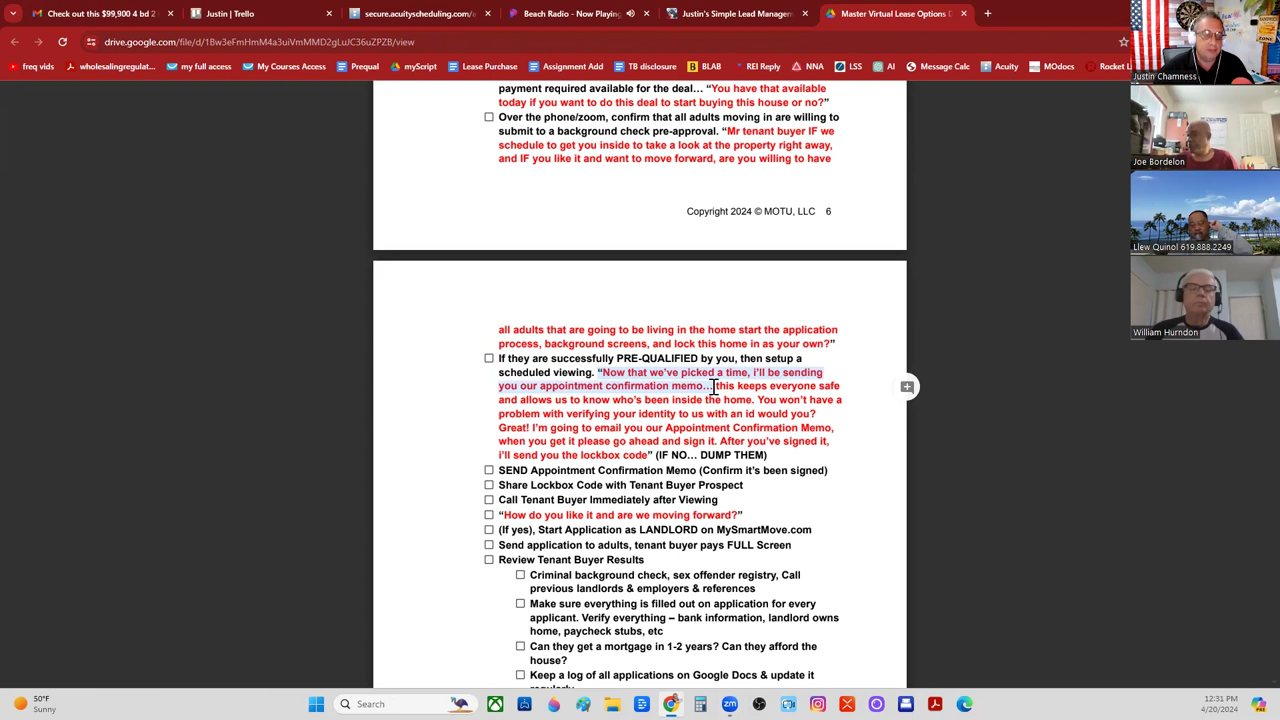 Check out this $99,900 4 bd 2
Justin | Trello
secure.acuityscheduling.com/a
Beach Radio - Now Playing
Justin's Simple Lead Managem
Master Virtual Lease Options D
drive.google.com/file/d/1Bw3eFmHmM4a3uiVmMMD2gLuJC36uZPZB/view
freq vids
wholesalingregulat...
my full access
My Courses Access
Prequal
myScript
Lease Purchase
Assignment Add
TB disclosure
BLAB
REI Reply
NNA
LSS
AI
Message Calc
Acuity
MOdocs
Rocket L
payment required available for the deal... “You have that available
today if you want to do this deal to start buying this house or no?”
Over the phone/zoom, confirm that all adults moving in are willing to
submit to a background check pre-approval. “Mr tenant buyer IF we
schedule to get you inside to take a look at the property right away,
and IF you like it and want to move forward, are you willing to have
Copyright 2024 © MOTU, LLC 6
all adults that are going to be living in the home start the application
process, background screens, and lock this home in as your own?”
If they are successfully PRE-QUALIFIED by you, then setup a
scheduled viewing. “Now that we’ve picked a time, i’ll be sending
you our appointment confirmation memo... this keeps everyone safe
and allows us to know who’s been inside the home. You won’t have a
problem with verifying your identity to us with an id would you?
Great! I’m going to email you our Appointment Confirmation Memo,
when you get it please go ahead and sign it. After you’ve signed it,
i’ll send you the lockbox code” (IF NO... DUMP THEM)
SEND Appointment Confirmation Memo (Confirm it’s been signed)
Share Lockbox Code with Tenant Buyer Prospect
Call Tenant Buyer Immediately after Viewing
“How do you like it and are we moving forward?”
(If yes), Start Application as LANDLORD on MySmartMove.com
Send application to adults, tenant buyer pays FULL Screen
Review Tenant Buyer Results
Criminal background check, sex offender registry, Call
previous landlords & employers & references
Make sure everything is filled out on application for every
applicant. Verify everything – bank information, landlord owns
home, paycheck stubs, etc
Can they get a mortgage in 1-2 years? Can they afford the
house?
Keep a log of all applications on Google Docs & update it
regularly
Justin Chamness
Joe Bordelon
Llew Quinol 619.888.2249
William Hurndon
50°F
Sunny
Search
12:31 PM
4/20/2024